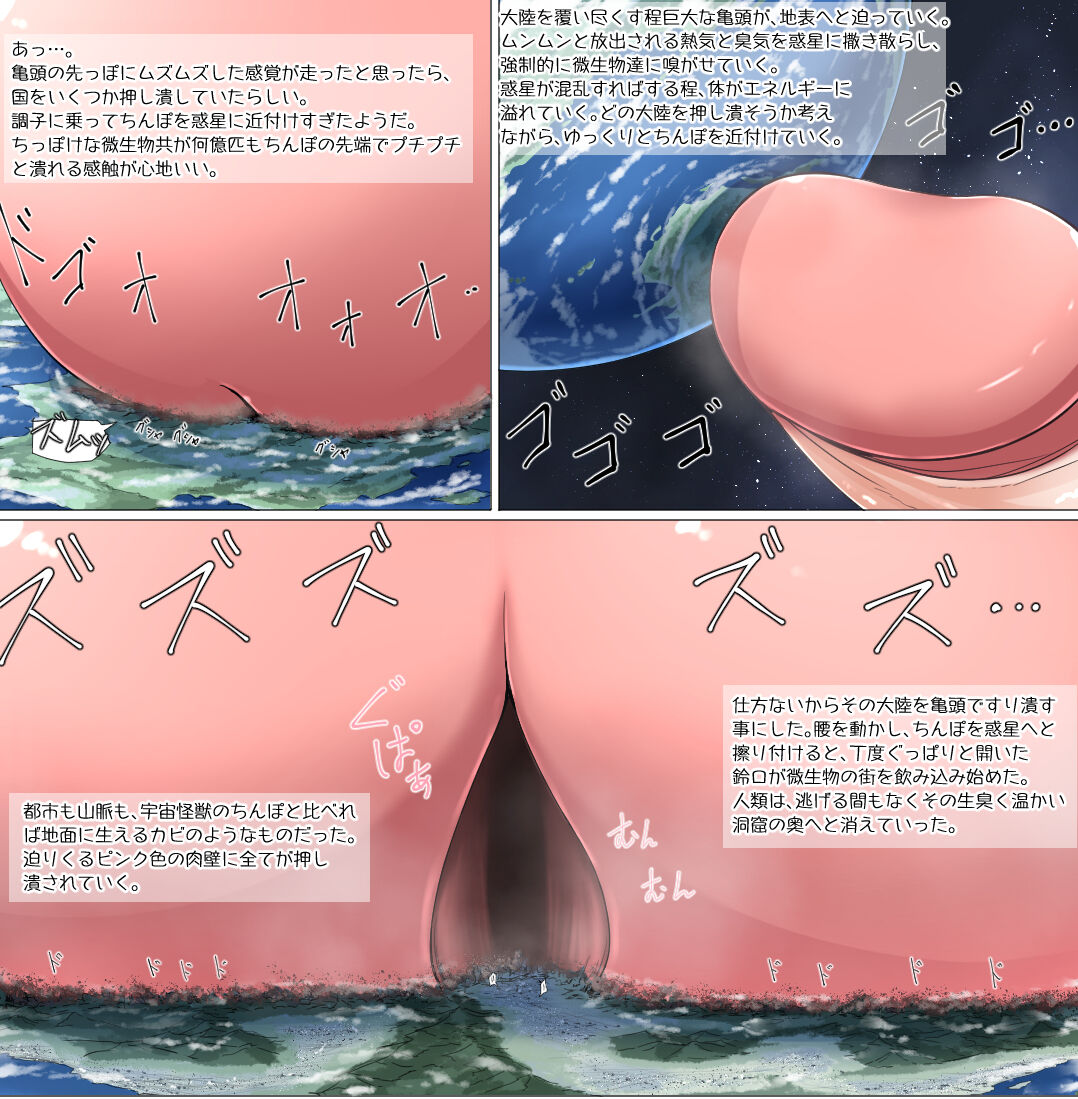 大陸を覆い尽くす程巨大な亀頭が、地表へと迫っていく。
ムンムンと放出される熱気と臭気を惑星に撒き散らし、
強制的に微生物達に嗅がせていく。
惑星が混乱すればする程、体がエネルギーに
溢れていく。どの大陸を押し潰そうか考え
ながら、ゆっくりとちんぽを近付けていく。
ゴゴ…
ゴゴゴ
あっ…。
亀頭の先っぽにムズムズした感覚が走ったと思ったら、
国をいくつか押し潰していたらしい。
調子に乗ってちんぽを惑星に近付けすぎたようだ。
ちっぽけな微生物共が何億匹もちんぽの先端でプチプチ
と潰れる感触が心地いい。
ドゴオオオオ…
ズムッ
グシャ グシャ
グシャ
ズズズズズ…
仕方ないからその大陸を亀頭ですり潰す
事にした。腰を動かし、ちんぽを惑星へと
擦り付けると、丁度ぐっぱりと開いた
鈴口が微生物の街を飲み込み始めた。
人類は、逃げる間もなくその生臭く温かい
洞窟の奥へと消えていった。
ぐぱぁ
むん
むん
都市も山脈も、宇宙怪獣のちんぽと比べれ
ば地面に生えるカビのようなものだった。
迫りくるピンク色の肉壁に全てが押し
潰されていく。
ドドドド ドドドド